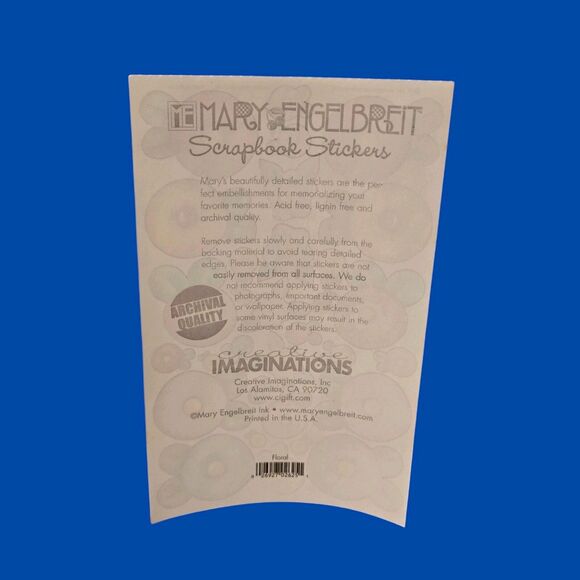 ME MARY ENGELBREIT
Scrapbook Stickers
Mary's beautifully detailed stickers are the per-
fect embellishments for memorializing your
favorite memories. Acid free, lignin free and
archival quality.
Remove stickers slowly and carefully from the
backing material to avoid tearing detailed
edges. Please be aware that stickers are not
easily removed from all surfaces. We do
not recommend applying stickers to
photographs, important documents,
or wallpaper. Applying stickers to
some vinyl surfaces may result in the
discoloration of the stickers.
ARCHIVAL
QUALITY
creative
IMAGINATIONS
Creative Imaginations, Inc
Los Alamitos, CA 90720
www.cigift.com
©Mary Engelbreit Ink • www.maryengelbreit.com
Printed in the U.S.A.
Floral
26927 02625 1